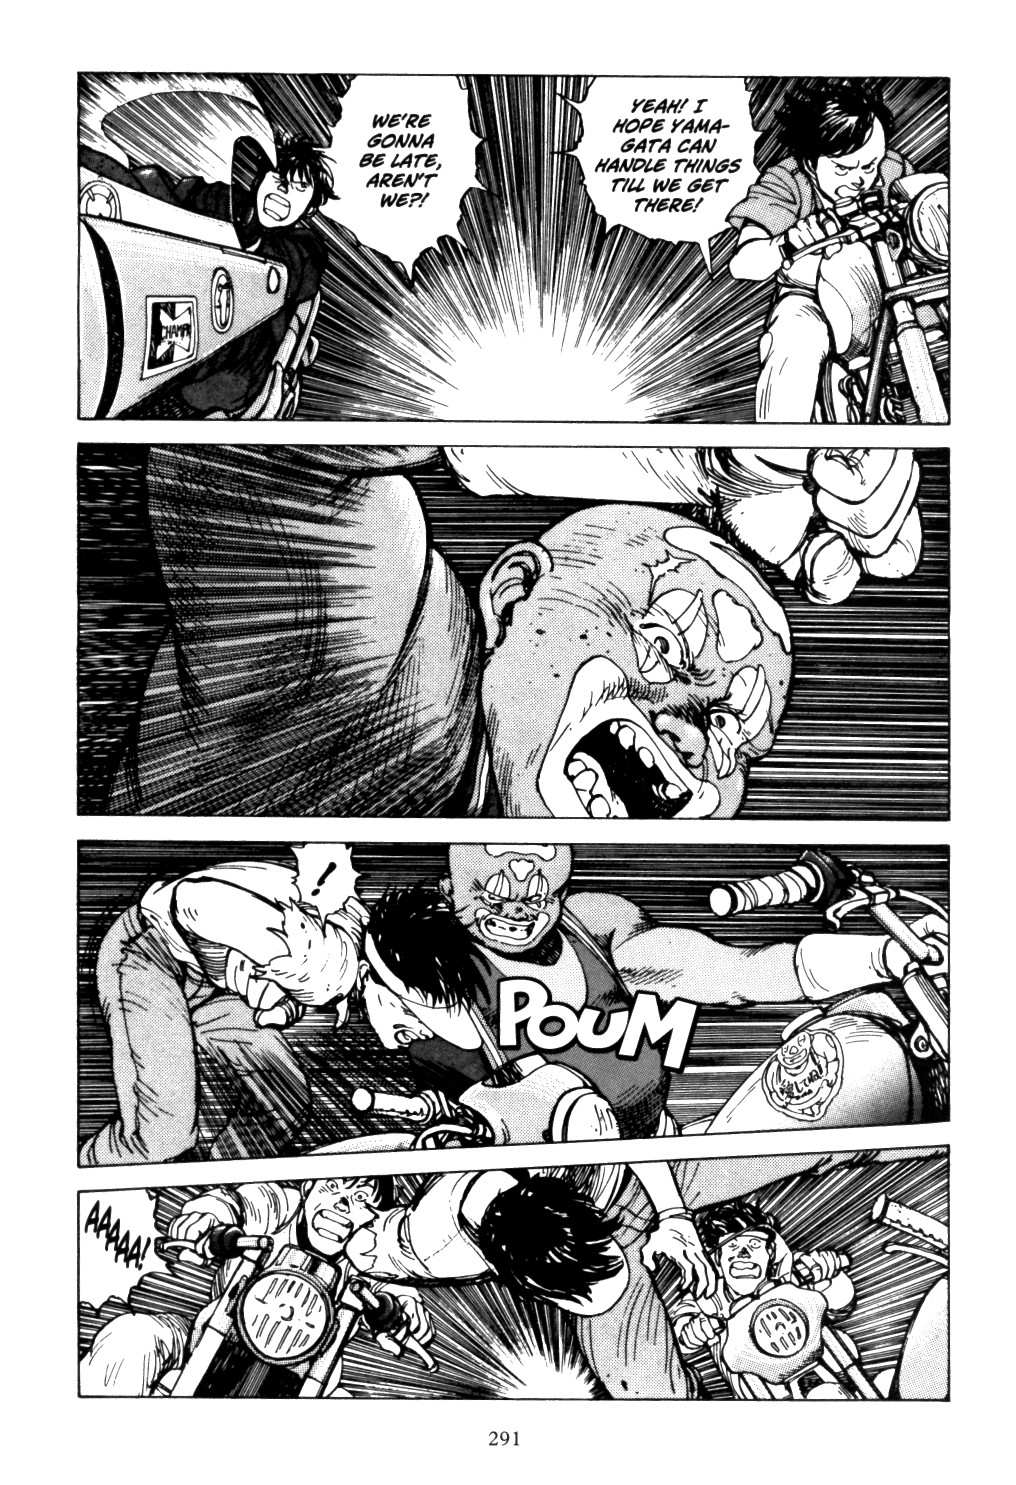 WE'RE
GONNA
BE LATE,
AREN'T
WE?!
YEAH! I
HOPE YAMA-
GATA CAN
HANDLE THINGS
TILL WE GET
THERE!
CHAMP
!
POUM
AAAAA!
291